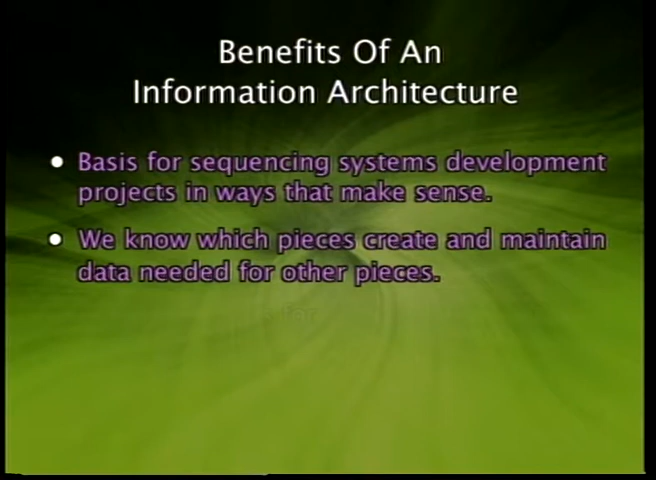 Benefits Of An
Information Architecture
• Basis for sequencing systems development
projects in ways that make sense.
• We know which pieces create and maintain
data needed for other pieces.